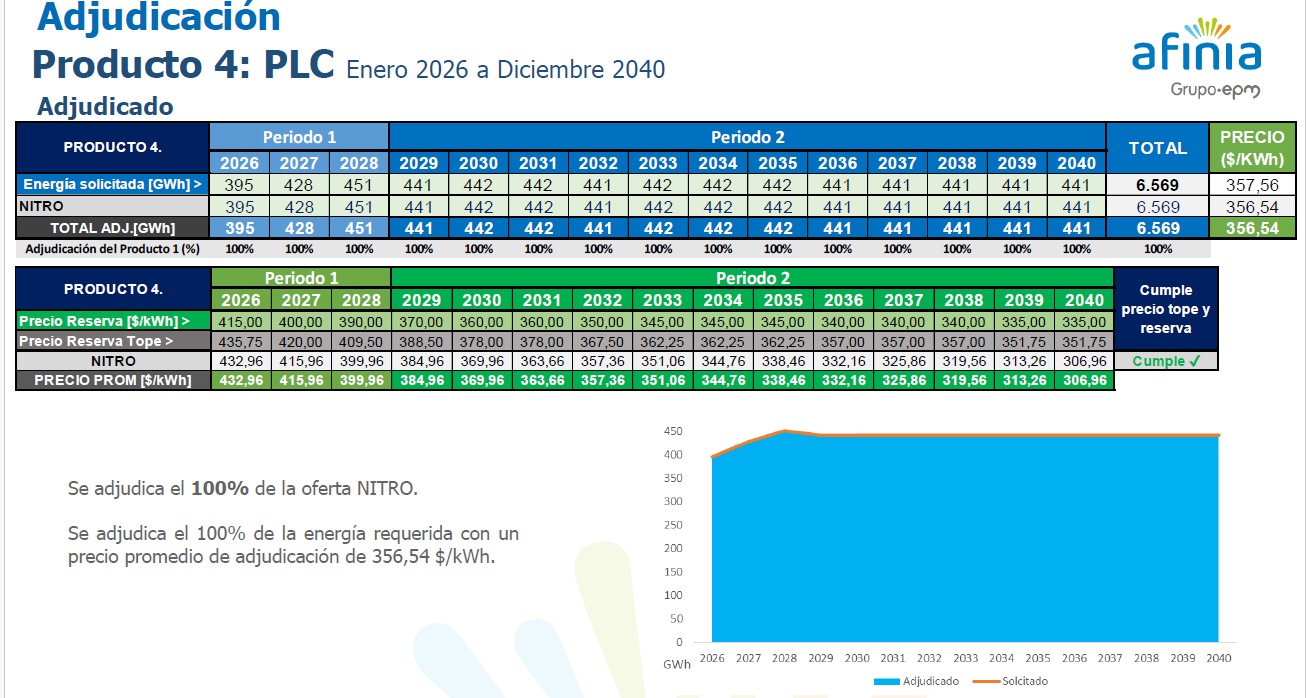 Adjudicación
Producto 4: PLC Enero 2026 a Diciembre 2040
Adjudicado
afinia
Grupo·epm
PRODUCTO 4. Periodo 1 Periodo 2 TOTAL PRECIO ($/KWh)
2026 2027 2028 2029 2030 2031 2032 2033 2034 2035 2036 2037 2038 2039 2040
Energía solicitada [GWh] > 395 428 451 441 442 442 441 442 442 442 441 441 441 441 441 6.569 357,56
NITRO 395 428 451 441 442 442 441 442 442 442 441 441 441 441 441 6.569 356,54
TOTAL ADJ.[GWh] 395 428 451 441 442 442 441 442 442 442 441 441 441 441 441 6.569 356,54
Adjudicación del Producto 1 (%) 100% 100% 100% 100% 100% 100% 100% 100% 100% 100% 100% 100% 100% 100% 100% 100%
PRODUCTO 4. Periodo 1 Periodo 2 Cumple precio tope y reserva
2026 2027 2028 2029 2030 2031 2032 2033 2034 2035 2036 2037 2038 2039 2040
Precio Reserva [$/kWh] > 415,00 400,00 390,00 370,00 360,00 360,00 350,00 345,00 345,00 345,00 340,00 340,00 340,00 335,00 335,00
Precio Reserva Tope > 435,75 420,00 409,50 388,50 378,00 378,00 367,50 362,25 362,25 362,25 357,00 357,00 357,00 351,75 351,75
NITRO 432,96 415,96 399,96 384,96 369,96 363,66 357,36 351,06 344,76 338,46 332,16 325,86 319,56 313,26 306,96 Cumple ✓
PRECIO PROM [$/kWh] 432,96 415,96 399,96 384,96 369,96 363,66 357,36 351,06 344,76 338,46 332,16 325,86 319,56 313,26 306,96
Se adjudica el 100% de la oferta NITRO.
Se adjudica el 100% de la energía requerida con un
precio promedio de adjudicación de 356,54 $/kWh.
450
400
350
300
250
200
150
100
50
0
GWh 2026 2027 2028 2029 2030 2031 2032 2033 2034 2035 2036 2037 2038 2039 2040
Adjudicado Solcitado